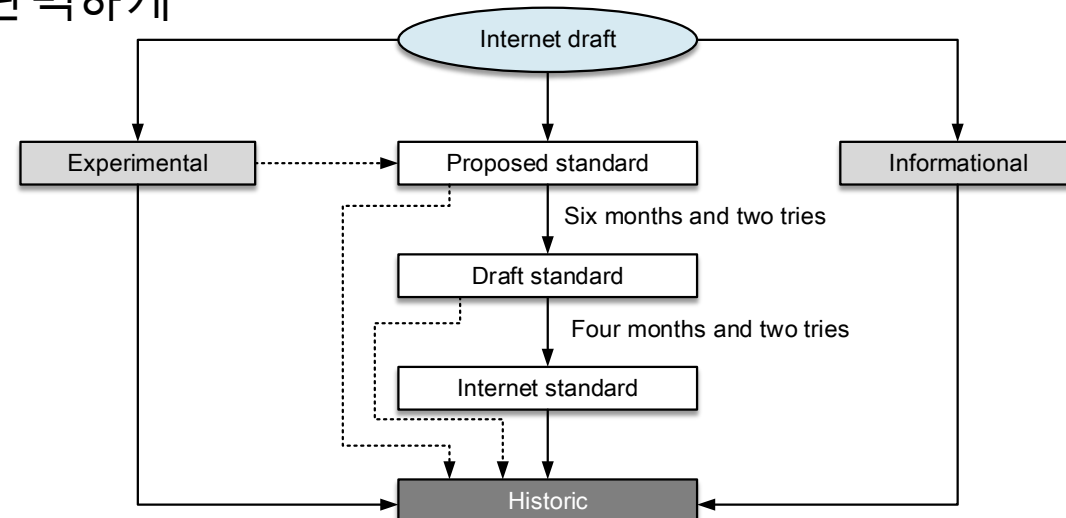 Internet draft
Experimental
Proposed standard
Informational
Six months and two tries
Draft standard
Four months and two tries
Internet standard
Historic